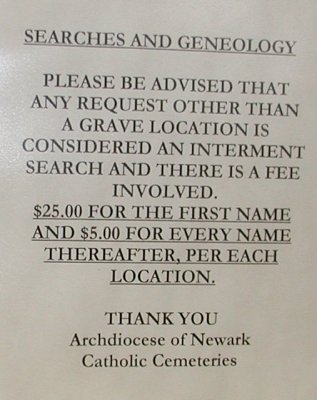 SEARCHES AND GENEOLOGY
PLEASE BE ADVISED THAT
ANY REQUEST OTHER THAN
A GRAVE LOCATION IS
CONSIDERED AN INTERMENT
SEARCH AND THERE IS A FEE
INVOLVED.
$25.00 FOR THE FIRST NAME
AND $5.00 FOR EVERY NAME
THEREAFTER, PER EACH
LOCATION.
THANK YOU
Archdiocese of Newark
Catholic Cemeteries